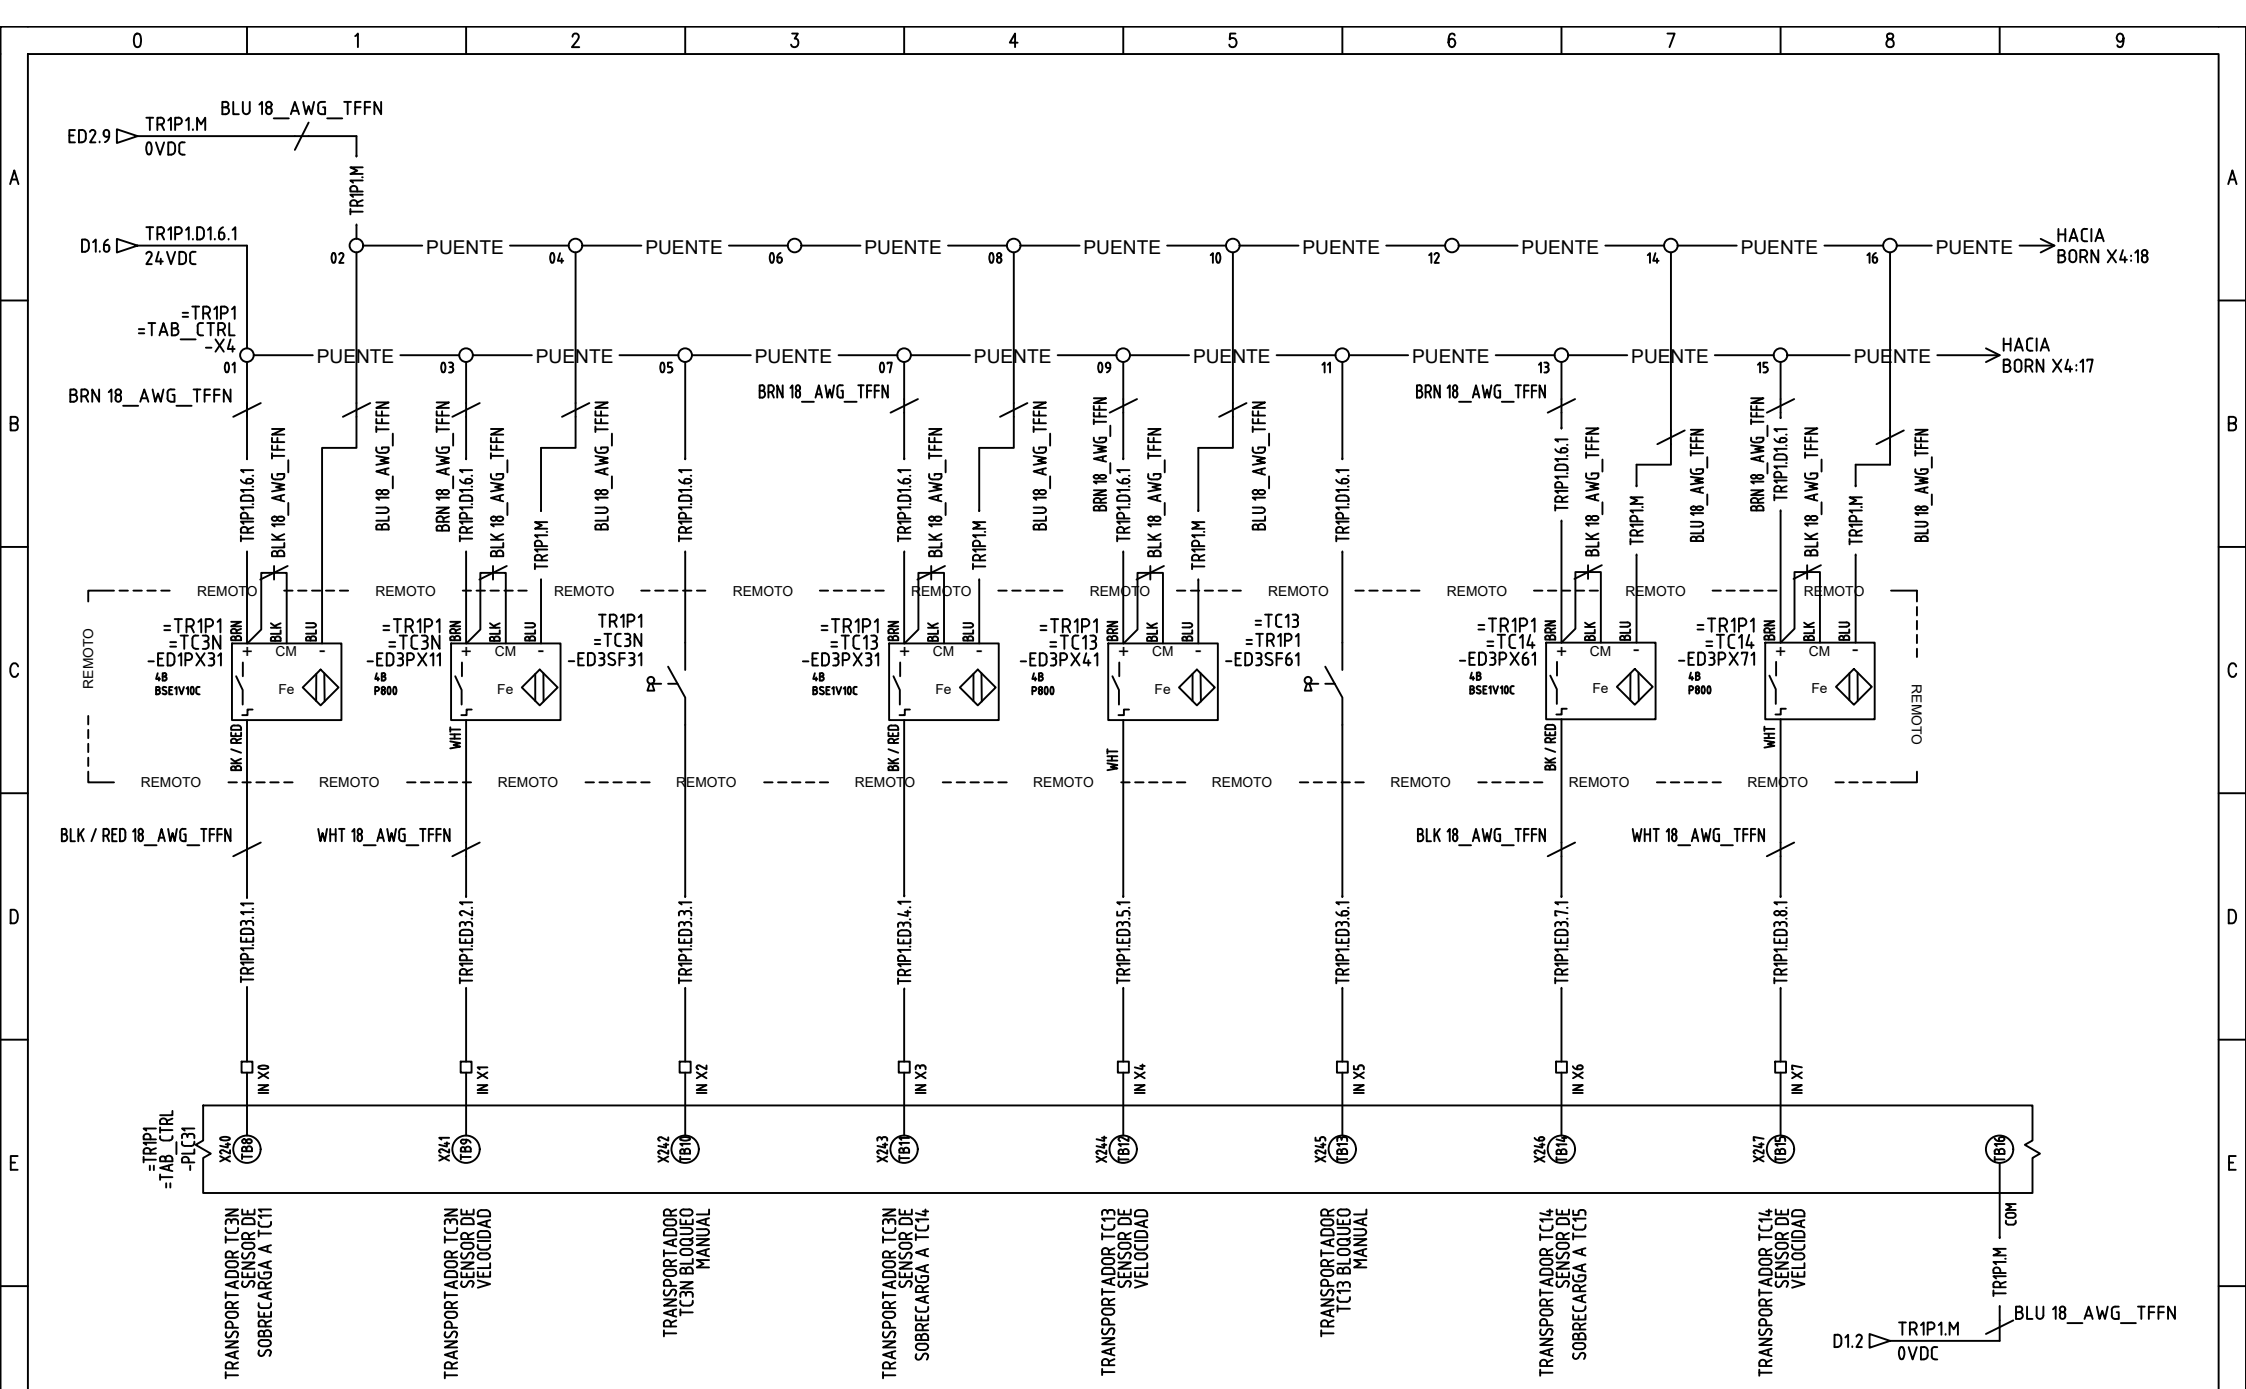 0 1 2 3 4 5 6 7 8 9
A A
B B
C C
D D
E E
BLU 18_AWG_TFFN
ED2.9 TR1P1.M
0VDC
TR1P1.M
D1.6 TR1P1.D1.6.1
24VDC
02 PUENTE 04 PUENTE 06 PUENTE 08 PUENTE 10 PUENTE 12 PUENTE 14 PUENTE 16 PUENTE
HACIA
BORN X4:18
=TR1P1
=TAB_CTRL
-X4
01 PUENTE 03 PUENTE 05 PUENTE 07 PUENTE 09 PUENTE 11 PUENTE 13 PUENTE 15 PUENTE
HACIA
BORN X4:17
BRN 18_AWG_TFFN
TR1P1.D1.6.1
BLK 18_AWG_TFFN
BLU 18_AWG_TFFN
BRN 18_AWG_TFFN
TR1P1.D1.6.1
BLK 18_AWG_TFFN
TR1P1.M
BLU 18_AWG_TFFN
TR1P1.D1.6.1
BRN 18_AWG_TFFN
TR1P1.D1.6.1
BLK 18_AWG_TFFN
TR1P1.M
BLU 18_AWG_TFFN
BRN 18_AWG_TFFN
TR1P1.D1.6.1
BLK 18_AWG_TFFN
TR1P1.M
BLU 18_AWG_TFFN
TR1P1.D1.6.1
BRN 18_AWG_TFFN
TR1P1.D1.6.1
BLK 18_AWG_TFFN
TR1P1.M
BLU 18_AWG_TFFN
BRN 18_AWG_TFFN
TR1P1.D1.6.1
BLK 18_AWG_TFFN
TR1P1.M
BLU 18_AWG_TFFN
REMOTO REMOTO REMOTO REMOTO REMOTO REMOTO REMOTO REMOTO REMOTO REMOTO
REMOTO
=TR1P1
=TC3N
-ED1PX31
4B
BSE1V10C
BRN BLK BLU
+ CM -
Fe
BK / RED
=TR1P1
=TC3N
-ED3PX11
4B
P800
BRN BLK BLU
+ CM -
Fe
WHT
TR1P1
=TC3N
-ED3SF31
=TR1P1
=TC13
-ED3PX31
4B
BSE1V10C
BRN BLK BLU
+ CM -
Fe
BK / RED
=TR1P1
=TC13
-ED3PX41
4B
P800
BRN BLK BLU
+ CM -
Fe
WHT
=TC13
=TR1P1
-ED3SF61
=TR1P1
=TC14
-ED3PX61
4B
BSE1V10C
BRN BLK BLU
+ CM -
Fe
BK / RED
=TR1P1
=TC14
-ED3PX71
4B
P800
BRN BLK BLU
+ CM -
Fe
WHT
REMOTO
REMOTO REMOTO REMOTO REMOTO REMOTO REMOTO REMOTO REMOTO REMOTO REMOTO
BLK / RED 18_AWG_TFFN
WHT 18_AWG_TFFN
BLK 18_AWG_TFFN
WHT 18_AWG_TFFN
TR1P1.ED3.1.1
TR1P1.ED3.2.1
TR1P1.ED3.3.1
TR1P1.ED3.4.1
TR1P1.ED3.5.1
TR1P1.ED3.6.1
TR1P1.ED3.7.1
TR1P1.ED3.8.1
IN X0
IN X1
IN X2
IN X3
IN X4
IN X5
IN X6
IN X7
=TR1P1
=TAB_CTRL
-PLC31
X240 TB8
X241 TB9
X242 TB10
X243 TB11
X244 TB12
X245 TB13
X246 TB14
X247 TB15
TB16
COM
TRANSPORTADOR TC3N
SENSOR DE
SOBRECARGA A TC11
TRANSPORTADOR TC3N
SENSOR DE
VELOCIDAD
TRANSPORTADOR
TC3N BLOQUEO
MANUAL
TRANSPORTADOR TC3N
SENSOR DE
SOBRECARGA A TC14
TRANSPORTADOR TC13
SENSOR DE
VELOCIDAD
TRANSPORTADOR
TC13 BLOQUEO
MANUAL
TRANSPORTADOR TC14
SENSOR DE
SOBRECARGA A TC15
TRANSPORTADOR TC14
SENSOR DE
VELOCIDAD
TR1P1.M
BLU 18_AWG_TFFN
D1.2 TR1P1.M
0VDC